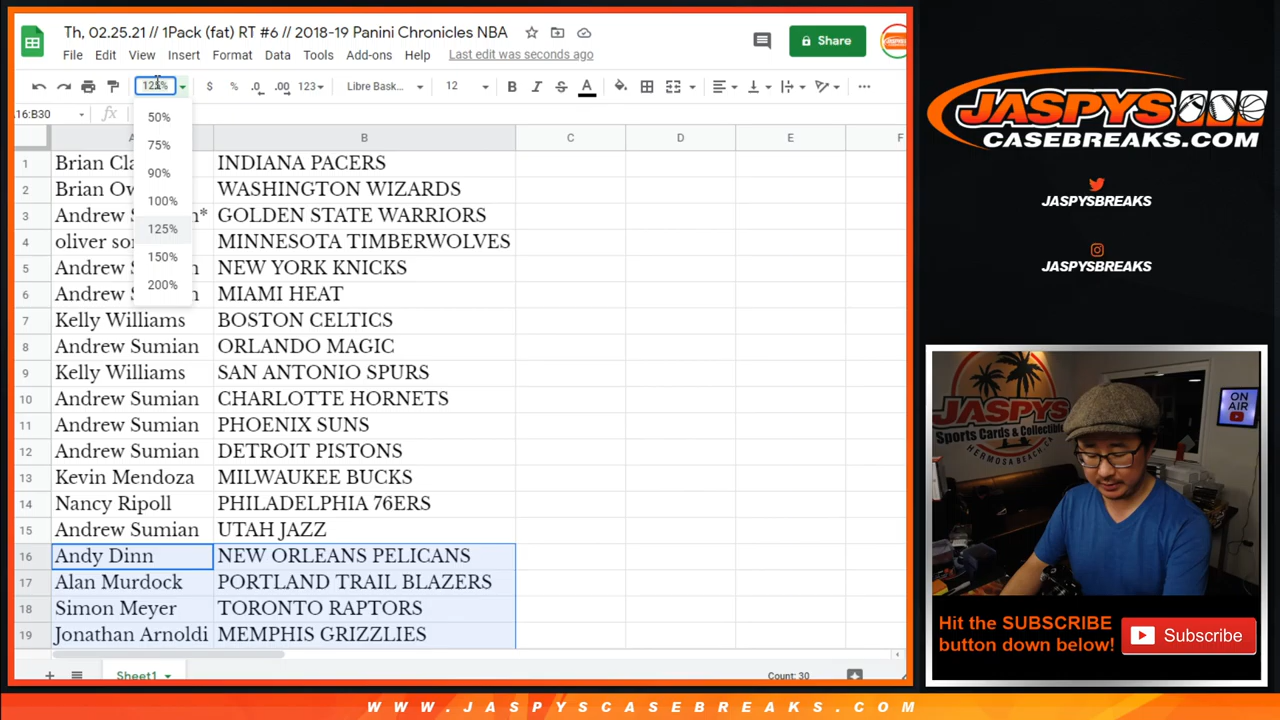 Th, 02.25.21 // 1Pack (fat) RT #6 // 2018-19 Panini Chronicles NBA
File Edit View Insert Format Data Tools Add-ons Help Last edit was seconds ago
Share
125% $ % .0 .00 123 Libre Bask... 12 B I S A
16:B30 fx
50%
75%
90%
100%
125%
150%
200%
A B C D E F
1 Brian Cla INDIANA PACERS
2 Brian Ow WASHINGTON WIZARDS
3 Andrew S n* GOLDEN STATE WARRIORS
4 oliver so MINNESOTA TIMBERWOLVES
5 Andrew S n NEW YORK KNICKS
6 Andrew S n MIAMI HEAT
7 Kelly Williams BOSTON CELTICS
8 Andrew Sumian ORLANDO MAGIC
9 Kelly Williams SAN ANTONIO SPURS
10 Andrew Sumian CHARLOTTE HORNETS
11 Andrew Sumian PHOENIX SUNS
12 Andrew Sumian DETROIT PISTONS
13 Kevin Mendoza MILWAUKEE BUCKS
14 Nancy Ripoll PHILADELPHIA 76ERS
15 Andrew Sumian UTAH JAZZ
16 Andy Dinn NEW ORLEANS PELICANS
17 Alan Murdock PORTLAND TRAIL BLAZERS
18 Simon Meyer TORONTO RAPTORS
19 Jonathan Arnoldi MEMPHIS GRIZZLIES
Sheet1
Count: 30
JASPYS
CASEBREAKS.COM
JASPYSBREAKS
JASPYSBREAKS
JASPYS
Sports Cards & Collectibles
HERMOSA BEACH, CA
ON
AIR
Hit the SUBSCRIBE
button down below!
Subscribe
WWW.JASPYSCASEBREAKS.COM